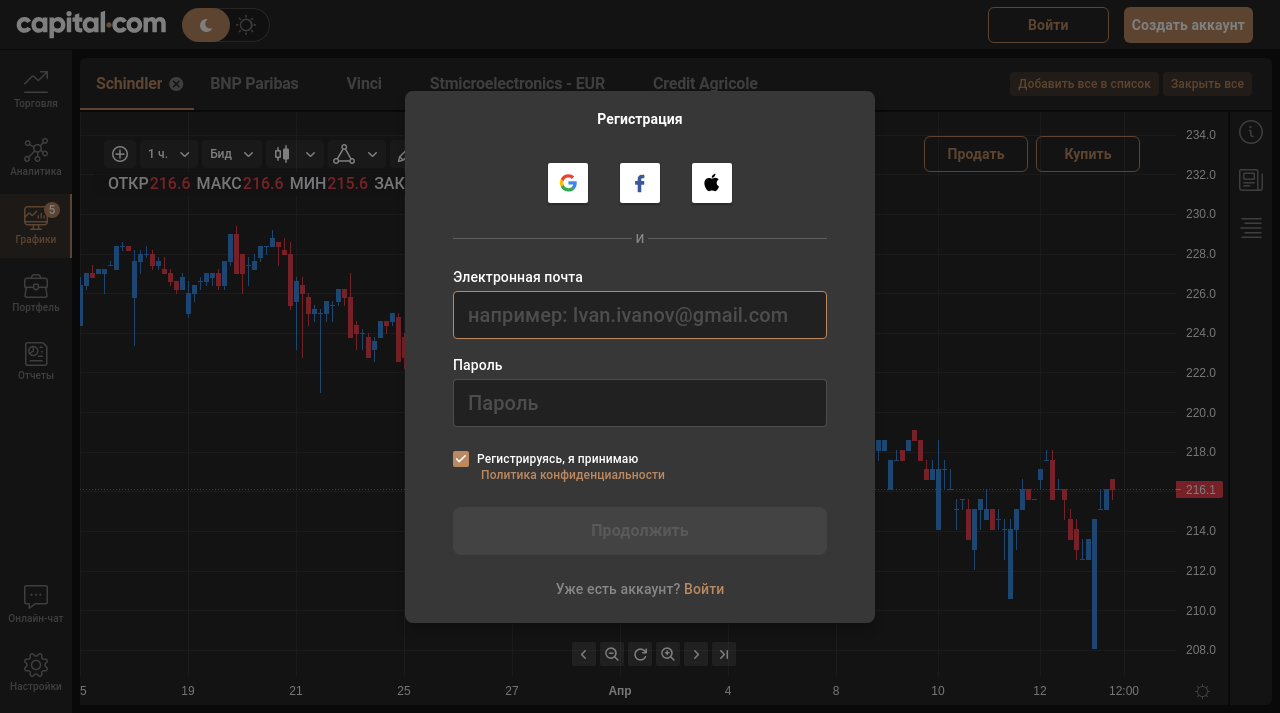 capital.com
Войти
Создать аккаунт
Торговля
Аналитика
5
Графики
Портфель
Отчеты
Онлайн-чат
Настройки
Schindler
BNP Paribas
Vinci
Stmicroelectronics - EUR
Credit Agricole
Добавить все в список
Закрыть все
1 ч.
Бид
Продать
Купить
ОТКР216.6 МАКС216.6 МИН215.6 ЗАК
Регистрация
И
Электронная почта
например: Ivan.ivanov@gmail.com
Пароль
Пароль
Регистрируясь, я принимаю
Политика конфиденциальности
Продолжить
Уже есть аккаунт? Войти
234.0
232.0
230.0
228.0
226.0
224.0
222.0
220.0
218.0
216.1
214.0
212.0
210.0
208.0
5
19
21
25
27
Апр
4
8
10
12
12:00